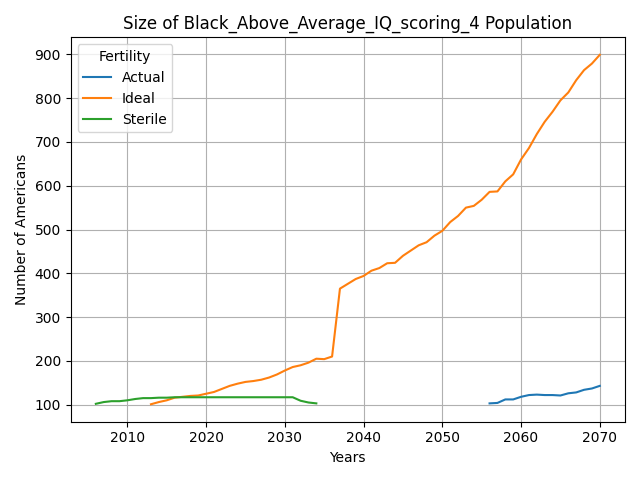 Size of Black_Above_Average_IQ_scoring_4 Population
Fertility
Actual
Ideal
Sterile
Number of Americans
900
800
700
600
500
400
300
200
100
2010 2020 2030 2040 2050 2060 2070
Years